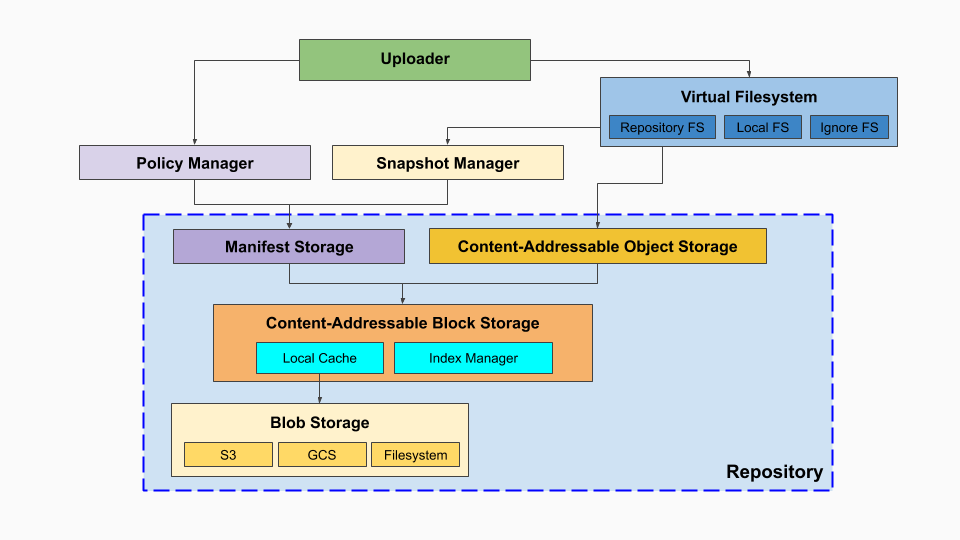 Uploader
Virtual Filesystem
Repository FS
Local FS
Ignore FS
Policy Manager
Snapshot Manager
Manifest Storage
Content-Addressable Object Storage
Content-Addressable Block Storage
Local Cache
Index Manager
Blob Storage
S3
GCS
Filesystem
Repository